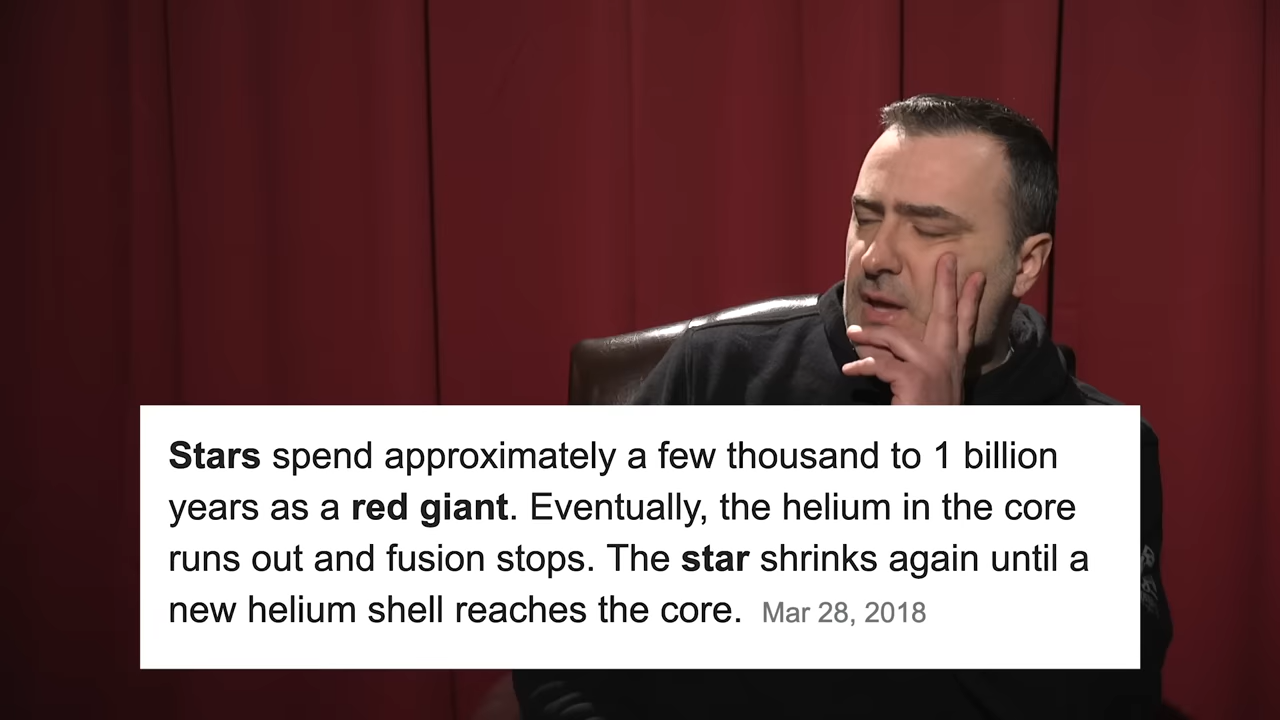 Stars spend approximately a few thousand to 1 billion
years as a red giant. Eventually, the helium in the core
runs out and fusion stops. The star shrinks again until a
new helium shell reaches the core. Mar 28, 2018